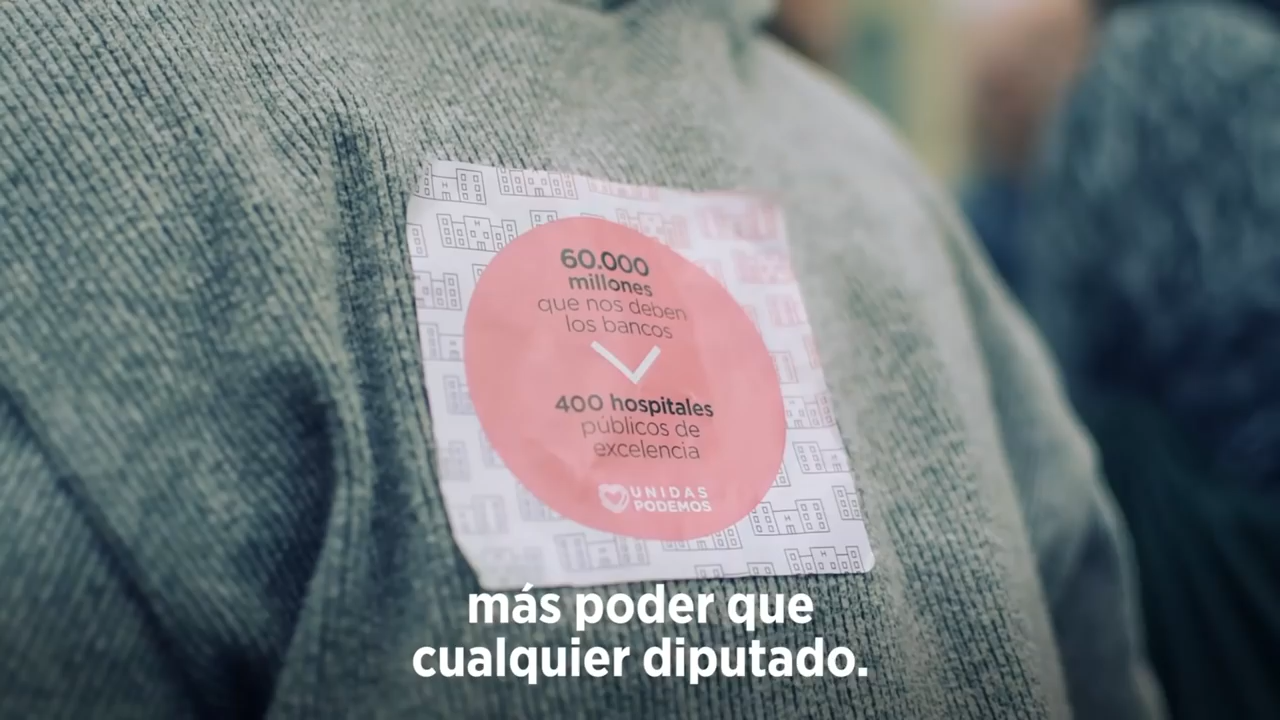 60.000
millones
que nos deben
los bancos
400 hospitales
públicos de
excelencia
UNIDAS
PODEMOS
más poder que
cualquier diputado.